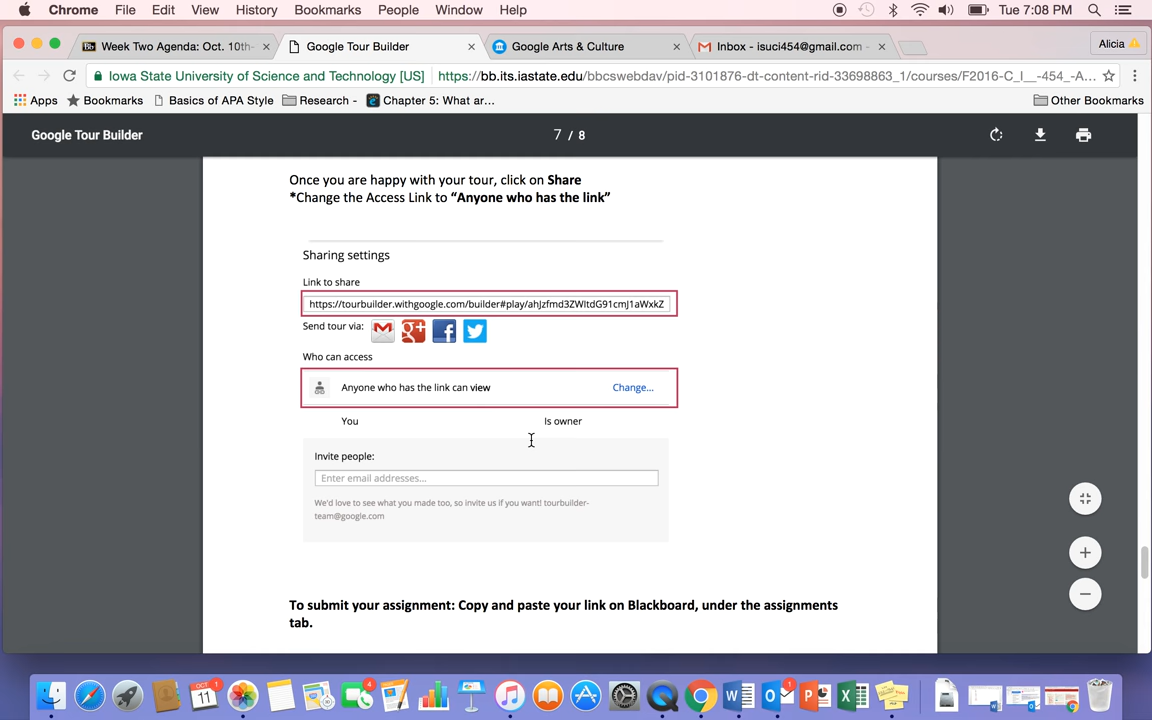 Chrome File Edit View History Bookmarks People Window Help Tue 7:08 PM
Week Two Agenda: Oct. 10th- Google Tour Builder Google Arts & Culture Inbox - isuci454@gmail.com - Alicia
Iowa State University of Science and Technology [US] https://bb.its.iastate.edu/bbcswebdav/pid-3101876-dt-content-rid-33698863_1/courses/F2016-C_I__-454_-A...
Apps Bookmarks Basics of APA Style Research - Chapter 5: What ar... Other Bookmarks
Google Tour Builder 7 / 8
Once you are happy with your tour, click on Share
*Change the Access Link to “Anyone who has the link”
Sharing settings
Link to share
https://tourbuilder.withgoogle.com/builder#play/ahJzfmd3ZWItdG91cmJ1aWxkZ
Send tour via:
Who can access
Anyone who has the link can view Change...
You Is owner
Invite people:
Enter email addresses...
We'd love to see what you made too, so invite us if you want! tourbuilder-
team@google.com
To submit your assignment: Copy and paste your link on Blackboard, under the assignments
tab.
OCT 1
11
4
1